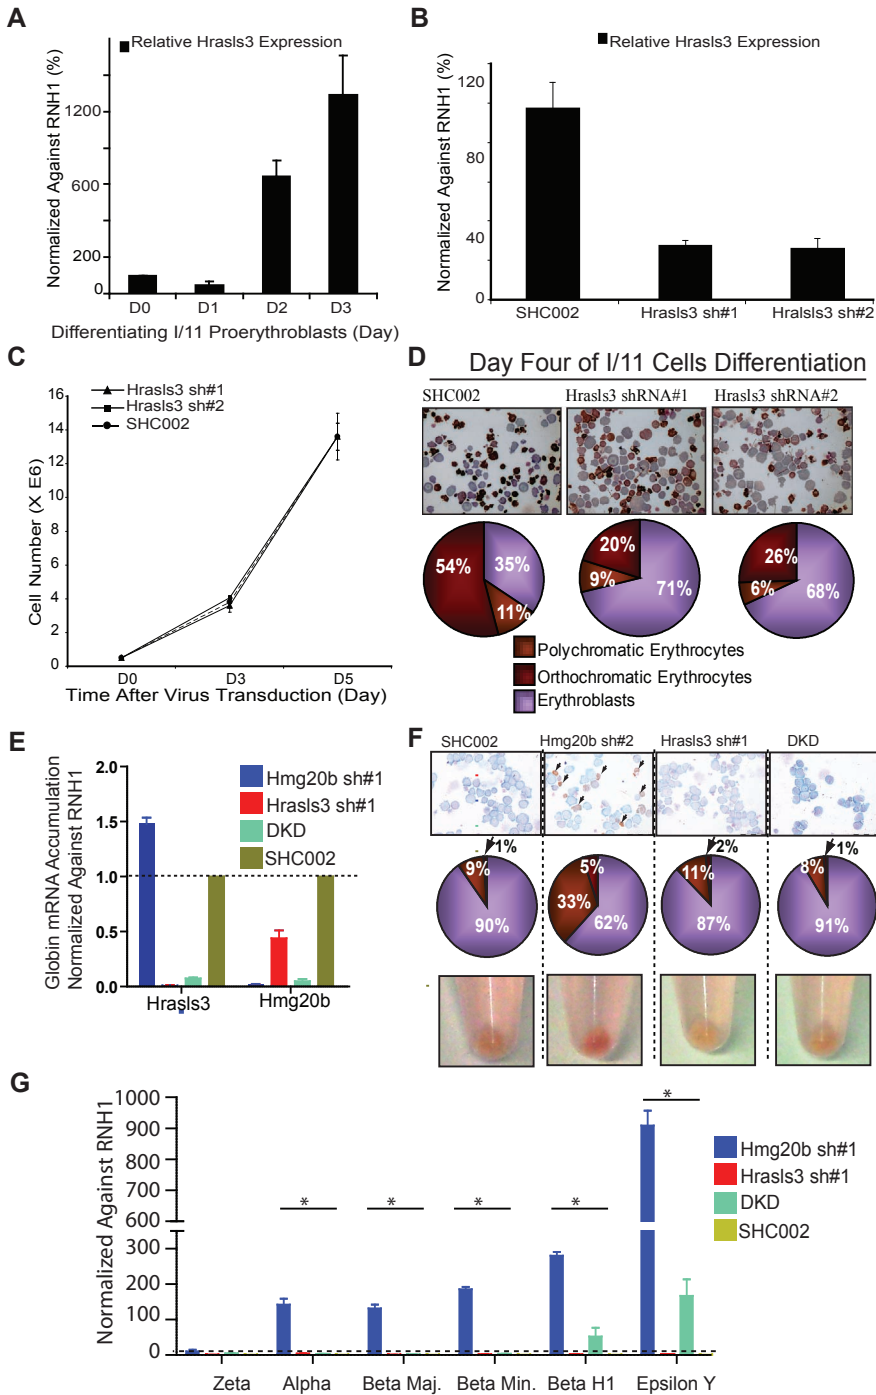 A
Relative Hrasls3 Expression
Normalized Against RNH1 (%)
1200
600
200
0
D0 D1 D2 D3
Differentiating I/11 Proerythroblasts (Day)
B
Relative Hrasls3 Expression
Normalized Against RNH1 (%)
120
80
40
0
SHC002 Hrasls3 sh#1 Hralsls3 sh#2
C
Hrasls3 sh#1
Hrasls3 sh#2
SHC002
Cell Number (X E6)
16
14
12
10
8
6
4
2
0
D0 D3 D5
Time After Virus Transduction (Day)
D
Day Four of I/11 Cells Differentiation
SHC002 Hrasls3 shRNA#1 Hrasls3 shRNA#2
54% 35% 11%
20% 9% 71%
26% 6% 68%
Polychromatic Erythrocytes
Orthochromatic Erythrocytes
Erythroblasts
E
Globin mRNA Accumulation
Normalized Against RNH1
2.0
1.5
1.0
0.5
0.0
Hmg20b sh#1
Hrasls3 sh#1
DKD
SHC002
Hrasls3 Hmg20b
F
SHC002 Hmg20b sh#2 Hrasls3 sh#1 DKD
1% 9% 90%
5% 33% 62%
2% 11% 87%
1% 8% 91%
G
Normalized Against RNH1
1000
900
800
700
600
300
200
100
0
* * * * *
Hmg20b sh#1
Hrasls3 sh#1
DKD
SHC002
Zeta Alpha Beta Maj. Beta Min. Beta H1 Epsilon Y